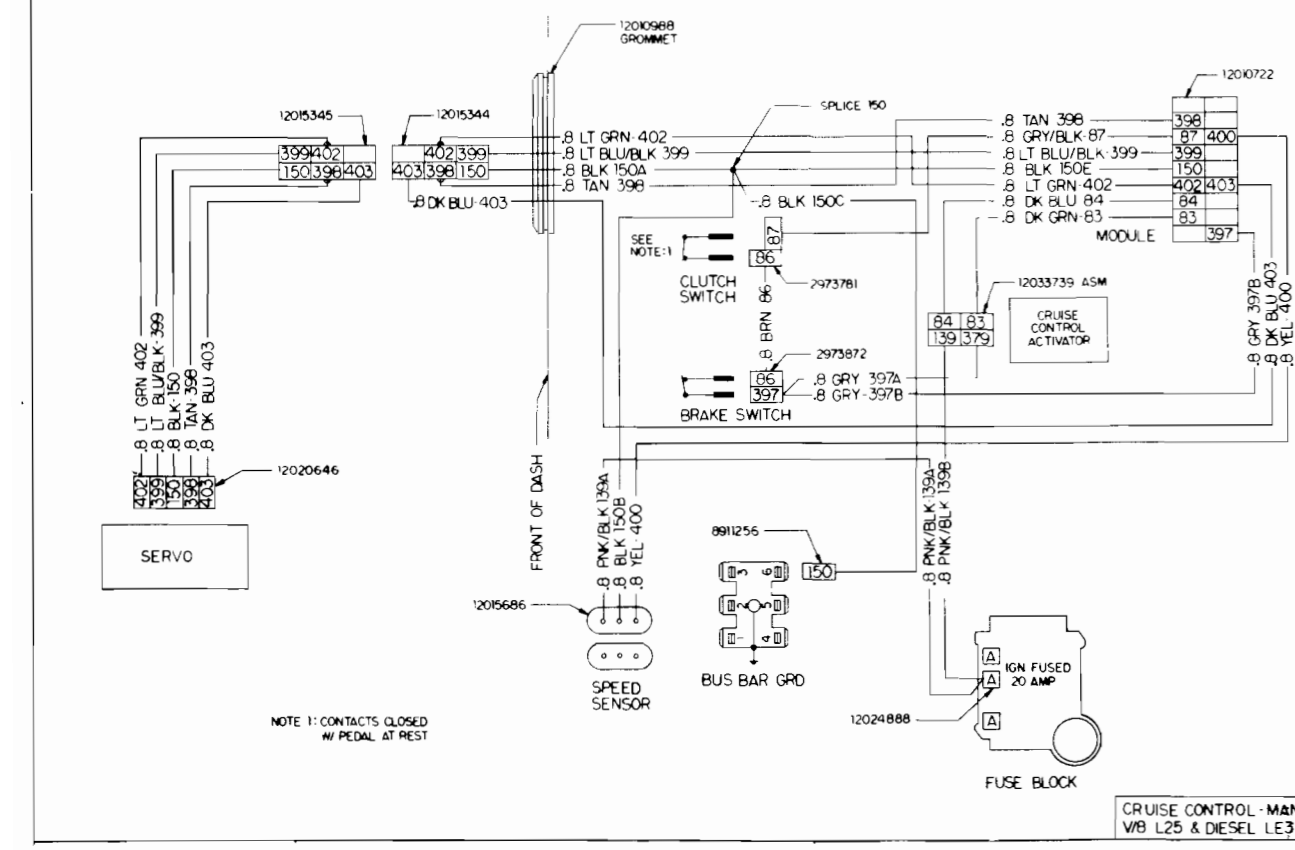 12010988
GROMMET
12010722
12015345
12015344
SPLICE 150
.8 LT GRN-402
.8 LT BLU/BLK 399
.8 BLK 150A
.8 TAN 398
.8 DK BLU-403
.8 TAN 398
.8 GRY/BLK-87
.8 LT BLU/BLK-399
.8 BLK 150E
.8 LT GRN-402
.8 DK BLU 84
.8 DK GRN-83
398
87 400
399
150
402 403
84
83
397
MODULE
399 402
150 398 403
402 399
403 398 150
.8 BLK 150C
SEE
NOTE:1
87
86
CLUTCH
SWITCH
2973781
.8 BRN 86
12033739 ASM
84 83
139 379
CRUISE
CONTROL
ACTIVATOR
.8 GRY 397B
.8 DK BLU 403
.8 YEL-400
2973872
86
397
.8 GRY 397A
.8 GRY-397B
BRAKE SWITCH
.8 LT GRN 402
.8 LT BLU/BLK-399
.8 BLK-150
.8 TAN-398
.8 DK BLU 403
402
399
150
398
403
12020646
SERVO
FRONT OF DASH
.8 PNK/BLK 139A
.8 BLK 150B
.8 YEL-400
.8 PNK/BLK-139A
.8 PNK/BLK 139B
8911256
150
3 6
2 5
1 4
BUS BAR GRD
12015686
SPEED
SENSOR
A
IGN FUSED
A
20 AMP
A
12024888
FUSE BLOCK
NOTE 1: CONTACTS CLOSED
W/ PEDAL AT REST
CRUISE CONTROL-MAN
V/8 L25 & DIESEL LE3